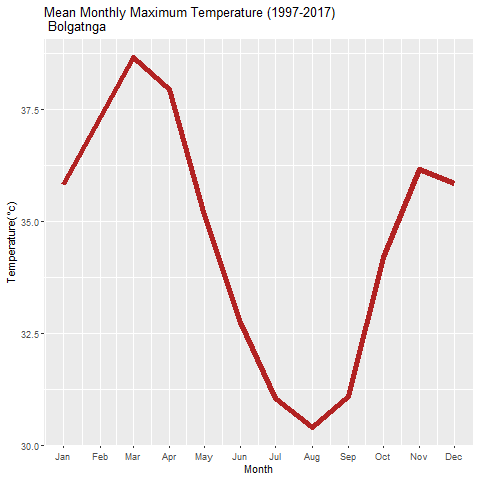 Mean Monthly Maximum Temperature (1997-2017)
Bolgatnga
37.5
35.0
32.5
30.0
Temperature(°c)
Jan Feb Mar Apr May Jun Jul Aug Sep Oct Nov Dec
Month